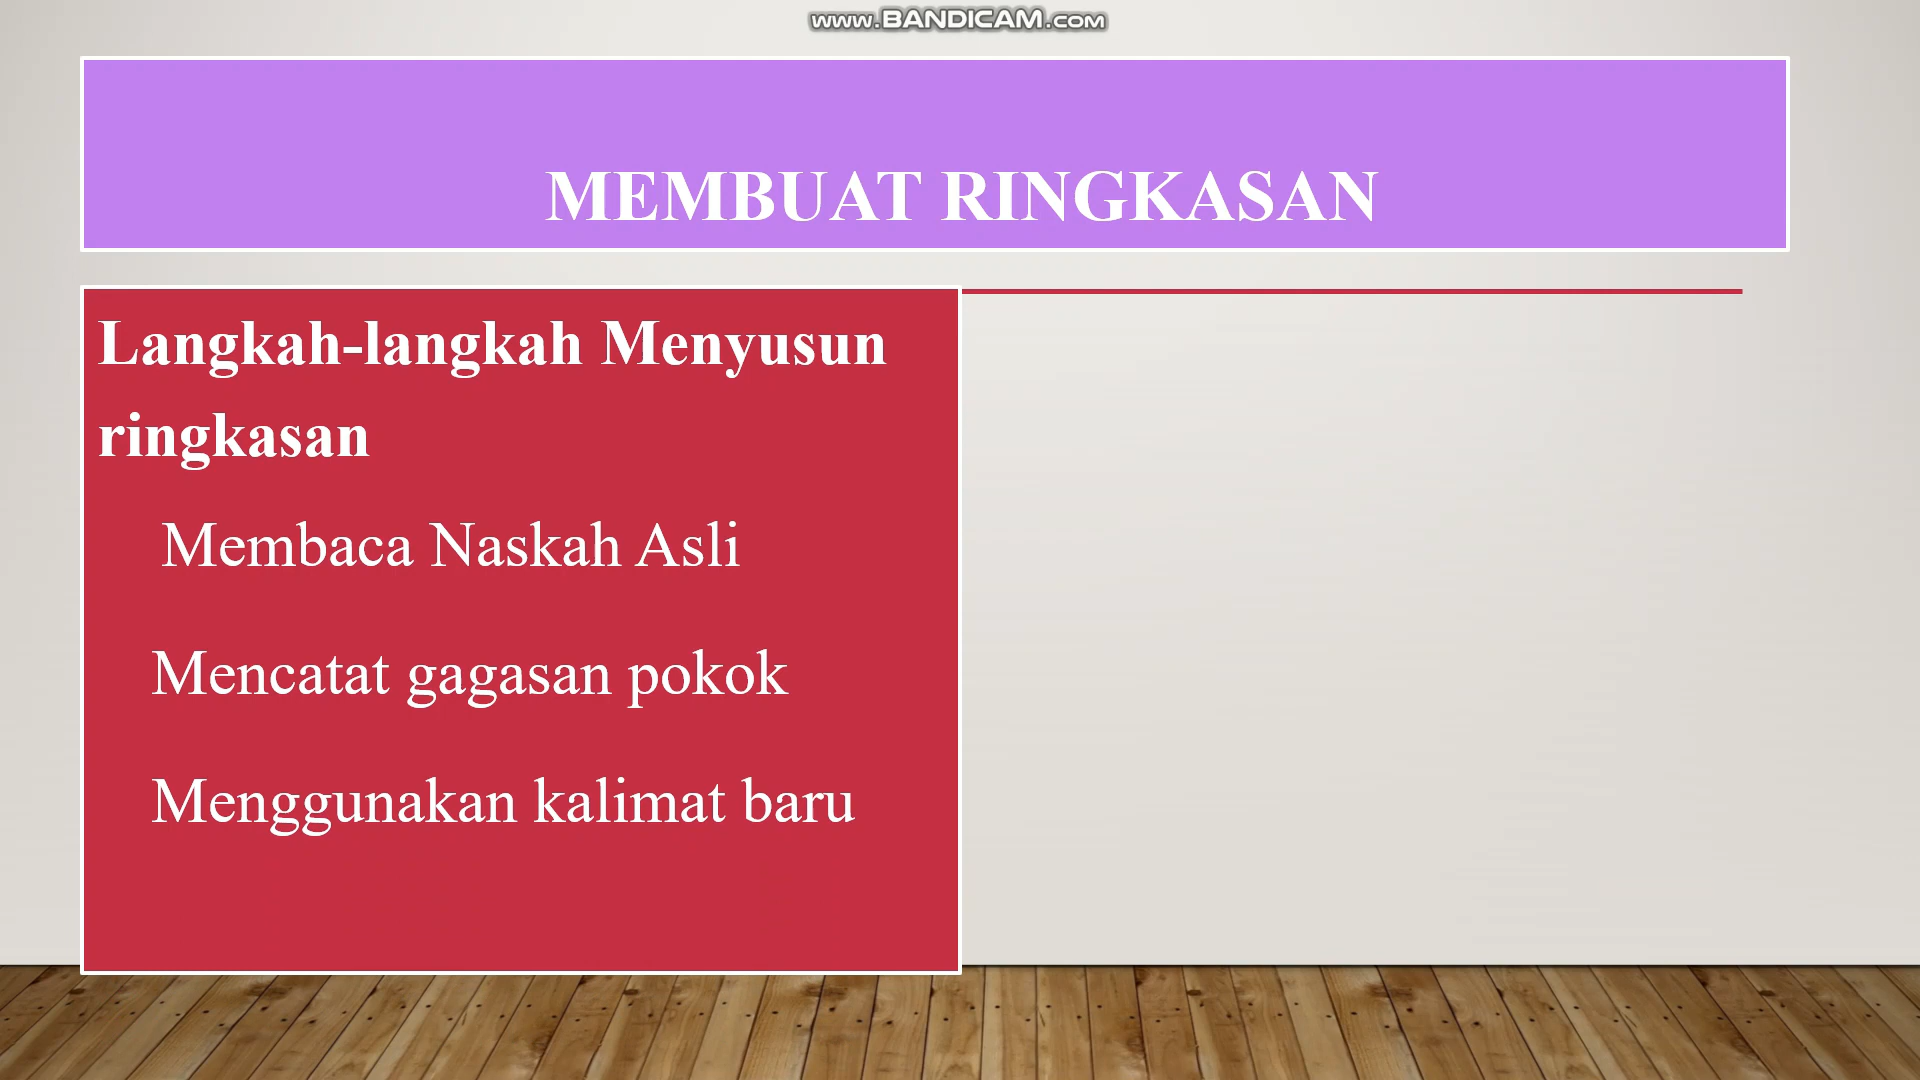 www.BANDICAM.com
MEMBUAT RINGKASAN
Langkah-langkah Menyusun
ringkasan
Membaca Naskah Asli
Mencatat gagasan pokok
Menggunakan kalimat baru